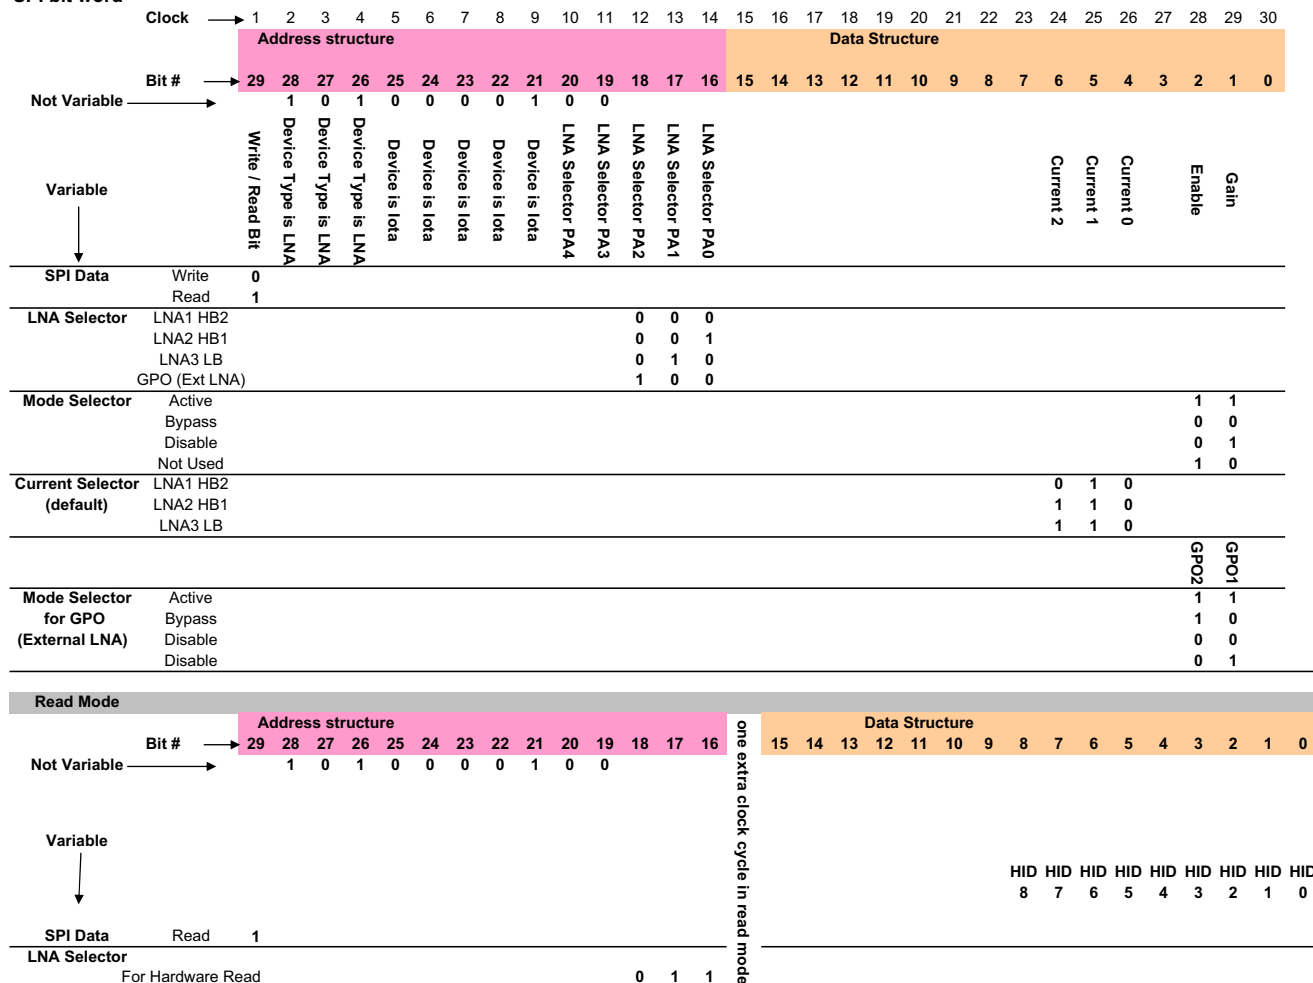 SPI bit word
Clock 1 2 3 4 5 6 7 8 9 10 11 12 13 14 15 16 17 18 19 20 21 22 23 24 25 26 27 28 29 30
Address structure Data Structure
Bit # 29 28 27 26 25 24 23 22 21 20 19 18 17 16 15 14 13 12 11 10 9 8 7 6 5 4 3 2 1 0
Not Variable 1 0 1 0 0 0 0 1 0 0
Variable
Write / Read Bit
Device Type is LNA
Device Type is LNA
Device Type is LNA
Device is Iota
Device is Iota
Device is Iota
Device is Iota
Device is Iota
LNA Selector PA4
LNA Selector PA3
LNA Selector PA2
LNA Selector PA1
LNA Selector PA0
Current 2
Current 1
Current 0
Enable
Gain
SPI Data Write 0
Read 1
LNA Selector LNA1 HB2 0 0 0
LNA2 HB1 0 0 1
LNA3 LB 0 1 0
GPO (Ext LNA) 1 0 0
Mode Selector Active 1 1
Bypass 0 0
Disable 0 1
Not Used 1 0
Current Selector LNA1 HB2 0 1 0
(default) LNA2 HB1 1 1 0
LNA3 LB 1 1 0
GPO2
GPO1
Mode Selector Active 1 1
for GPO Bypass 1 0
(External LNA) Disable 0 0
Disable 0 1
Read Mode
Address structure Data Structure
Bit # 29 28 27 26 25 24 23 22 21 20 19 18 17 16 15 14 13 12 11 10 9 8 7 6 5 4 3 2 1 0
Not Variable 1 0 1 0 0 0 0 1 0 0
one extra clock cycle in read mode
Variable
HID HID HID HID HID HID HID HID HID
8 7 6 5 4 3 2 1 0
SPI Data Read 1
LNA Selector
For Hardware Read 0 1 1